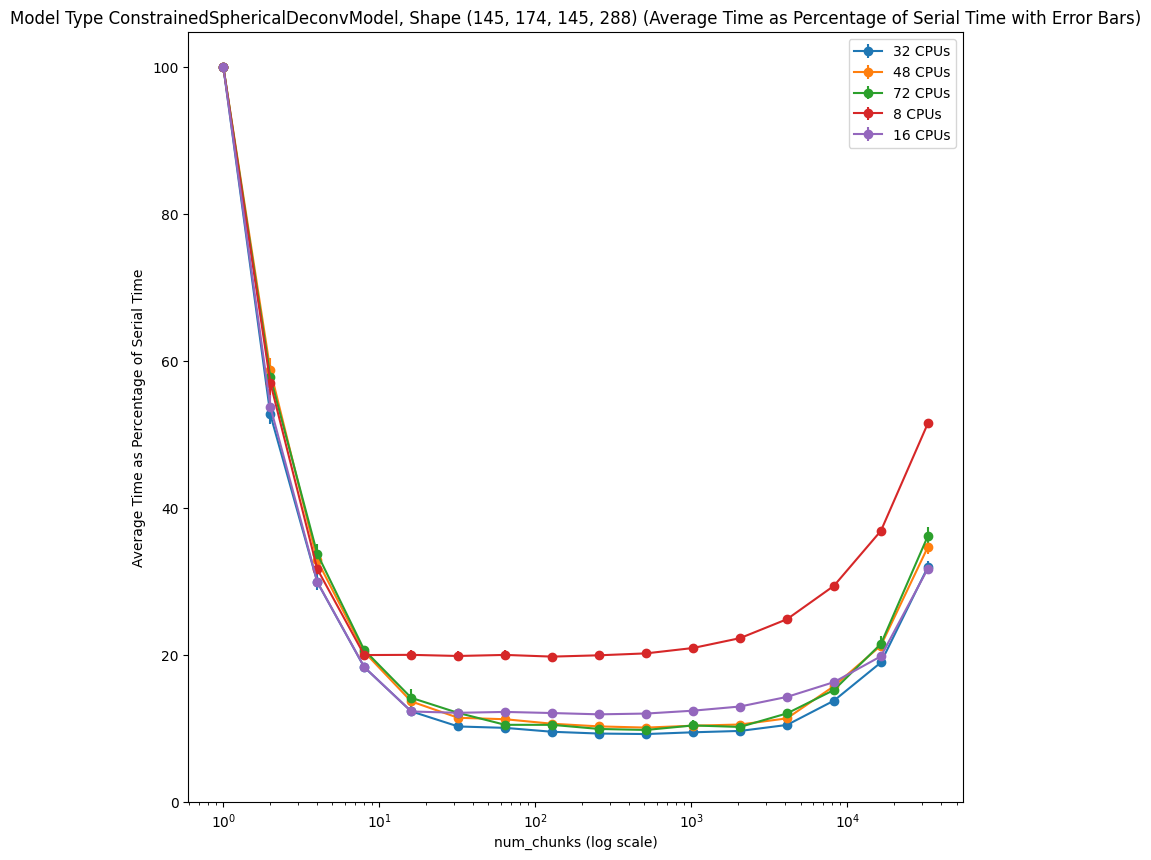 Model Type ConstrainedSphericalDeconvModel, Shape (145, 174, 145, 288) (Average Time as Percentage of Serial Time with Error Bars)
32 CPUs
48 CPUs
72 CPUs
8 CPUs
16 CPUs
Average Time as Percentage of Serial Time
100
80
60
40
20
0
10⁰
10¹
10²
10³
10⁴
num_chunks (log scale)